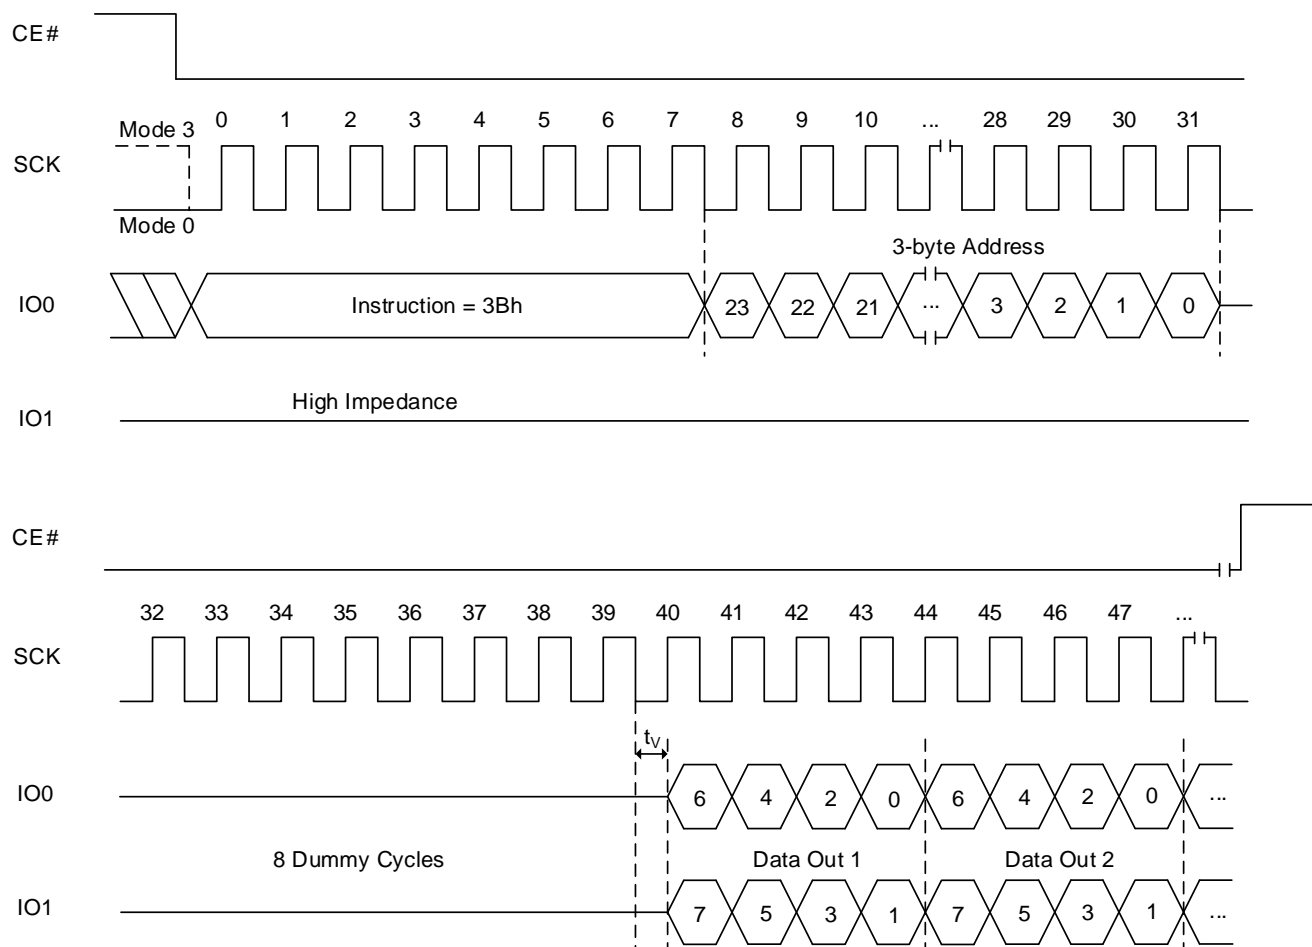 CE#
Mode 3 0 1 2 3 4 5 6 7 8 9 10 ... 28 29 30 31
SCK
Mode 0
3-byte Address
IO0 Instruction = 3Bh 23 22 21 ... 3 2 1 0
High Impedance
IO1
CE#
32 33 34 35 36 37 38 39 40 41 42 43 44 45 46 47 ...
SCK
tV
IO0 6 4 2 0 6 4 2 0 ...
8 Dummy Cycles Data Out 1 Data Out 2
IO1 7 5 3 1 7 5 3 1 ...